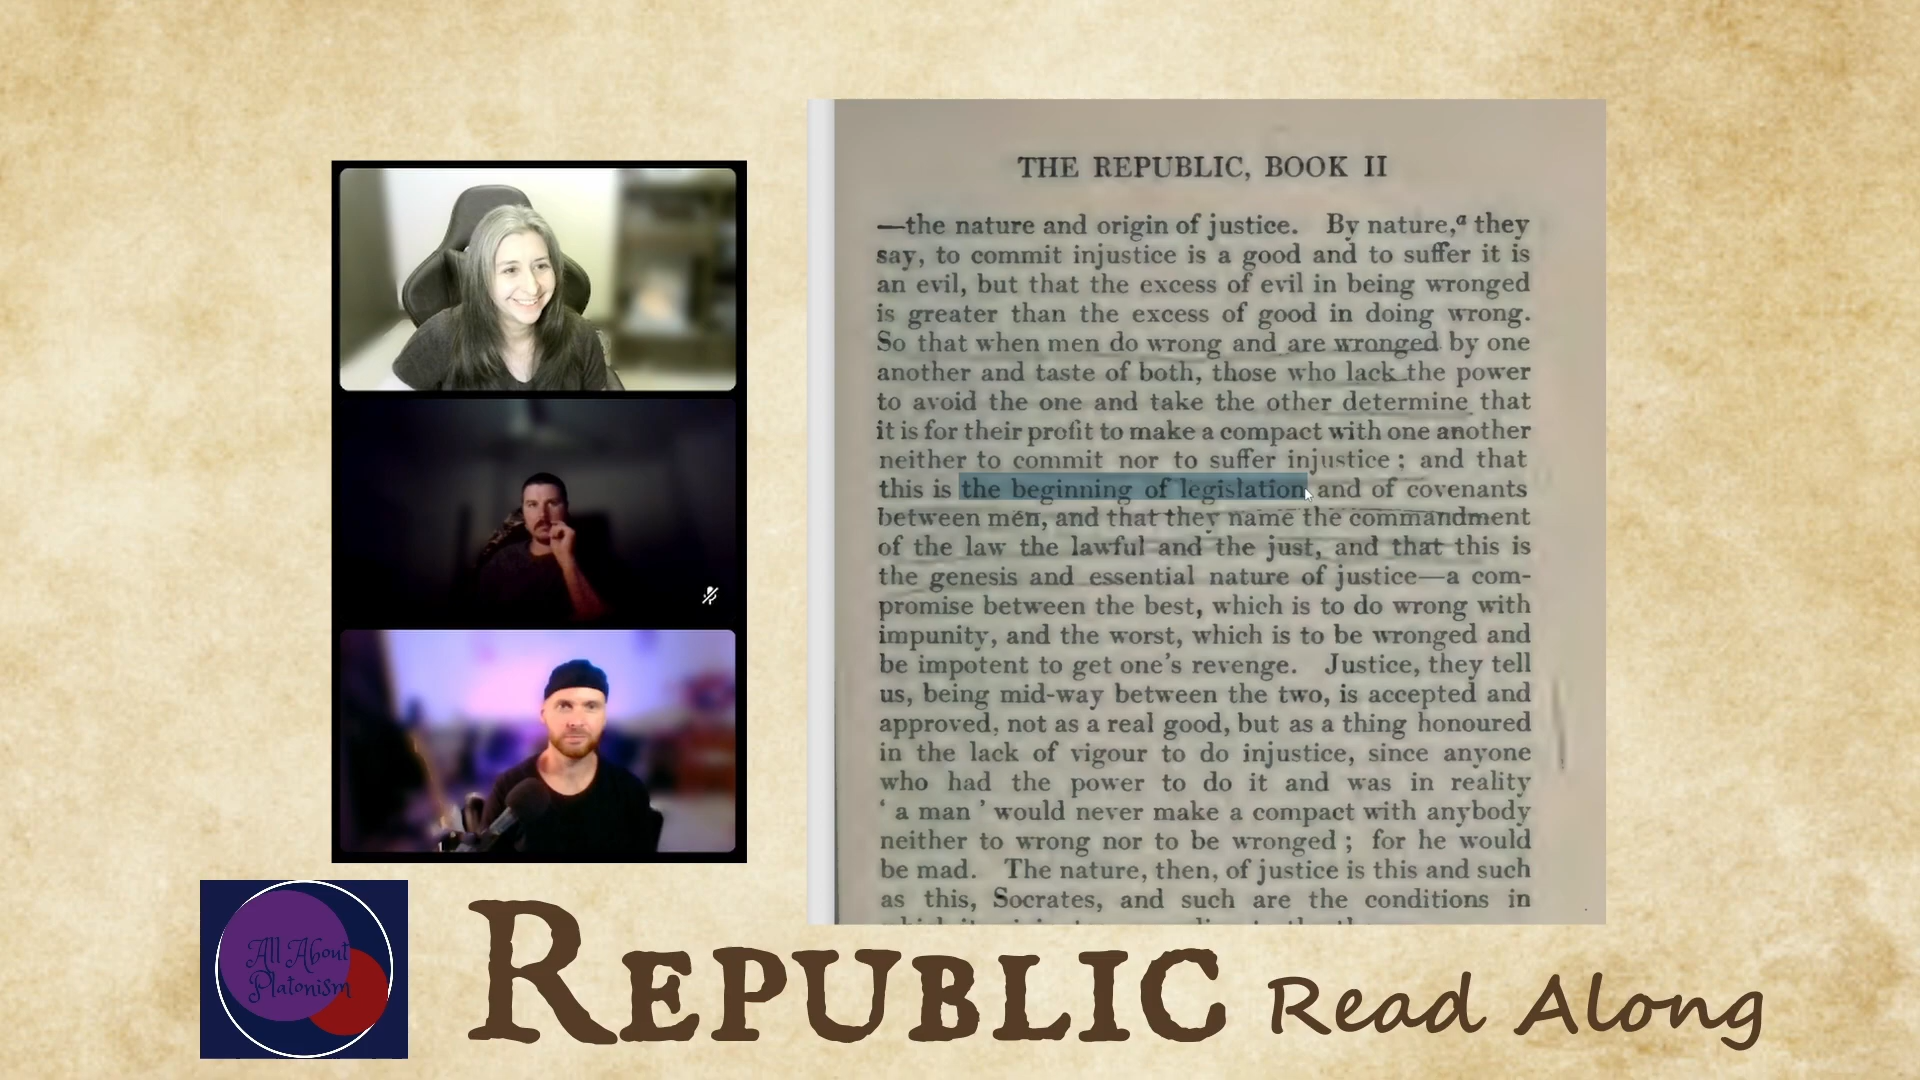 THE REPUBLIC, BOOK II
—the nature and origin of justice. By nature,a they
say, to commit injustice is a good and to suffer it is
an evil, but that the excess of evil in being wronged
is greater than the excess of good in doing wrong.
So that when men do wrong and are wronged by one
another and taste of both, those who lack the power
to avoid the one and take the other determine that
it is for their profit to make a compact with one another
neither to commit nor to suffer injustice ; and that
this is the beginning of legislation and of covenants
between men, and that they name the commandment
of the law the lawful and the just, and that this is
the genesis and essential nature of justice—a com-
promise between the best, which is to do wrong with
impunity, and the worst, which is to be wronged and
be impotent to get one's revenge. Justice, they tell
us, being mid-way between the two, is accepted and
approved, not as a real good, but as a thing honoured
in the lack of vigour to do injustice, since anyone
who had the power to do it and was in reality
‘ a man ’ would never make a compact with anybody
neither to wrong nor to be wronged ; for he would
be mad. The nature, then, of justice is this and such
as this, Socrates, and such are the conditions in
All About
Platonism
REPUBLIC Read Along